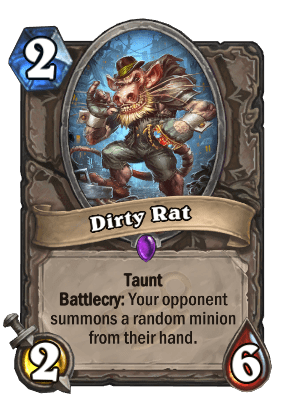 2
Dirty Rat
Taunt
Battlecry: Your opponent
summons a random minion
from their hand.
2
6